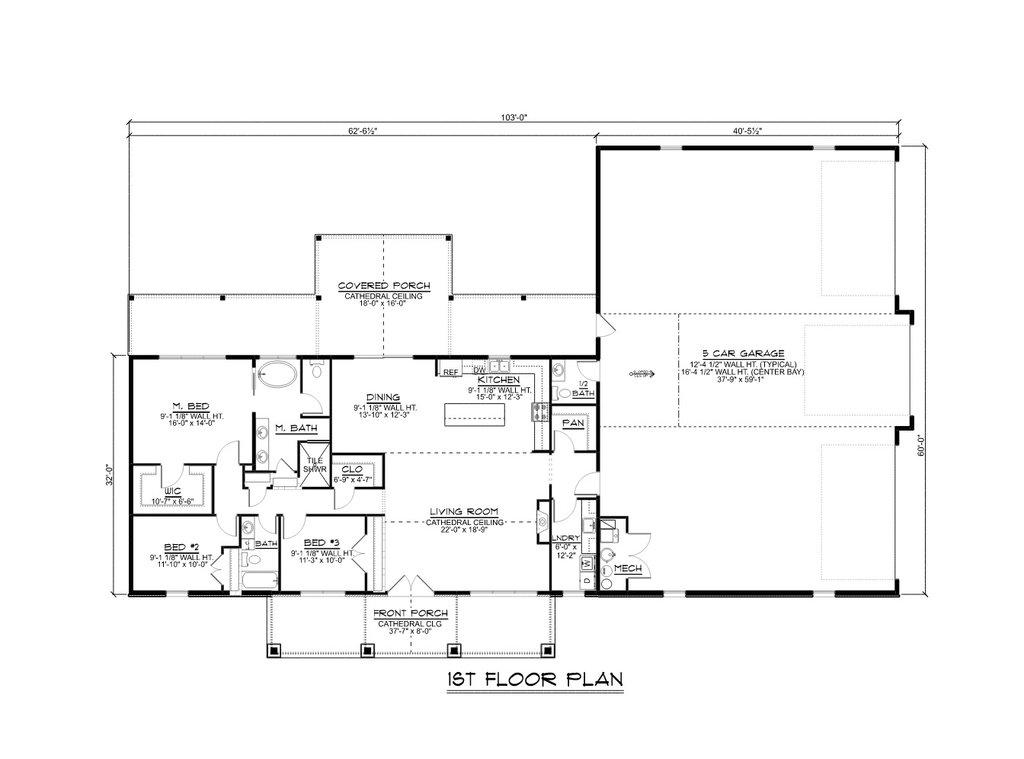 103'-0"
62'-6½"
40'-5½"
COVERED PORCH
CATHEDRAL CEILING
18'-0" x 16'-0"
5 CAR GARAGE
12'-4 1/2" WALL HT. (TYPICAL)
16'-4 1/2" WALL HT. (CENTER BAY)
37'-9" x 59'-1"
60'-0"
32'-0"
M. BED
9'-1 1/8" WALL HT.
16'-0" x 14'-0"
M. BATH
TILE
SHWR
DINING
9'-1 1/8" WALL HT.
13'-10" x 12'-3"
REF
DW
KITCHEN
9'-1 1/8" WALL HT.
15'-0" x 12'-3"
1/2
BATH
PAN
WIC
10'-7" x 6'-6"
CLO
6'-9" x 4'-7"
LIVING ROOM
CATHEDRAL CEILING
22'-0" x 18'-9"
BED #2
9'-1 1/8" WALL HT.
11'-10" x 10'-0"
BATH
BED #3
9'-1 1/8" WALL HT.
11'-3" x 10'-0"
LNDRY
6'-0" x
12'-2"
W
D
MECH
FRONT PORCH
CATHEDRAL CLG
37'-7" x 8'-0"
1ST FLOOR PLAN